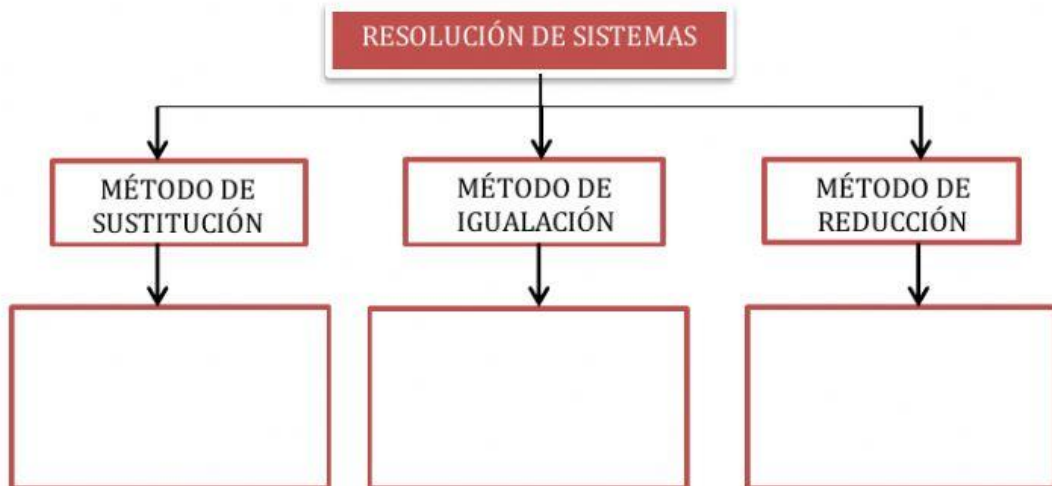 RESOLUCIÓN DE SISTEMAS
MÉTODO DE
SUSTITUCIÓN
MÉTODO DE
IGUALACIÓN
MÉTODO DE
REDUCCIÓN